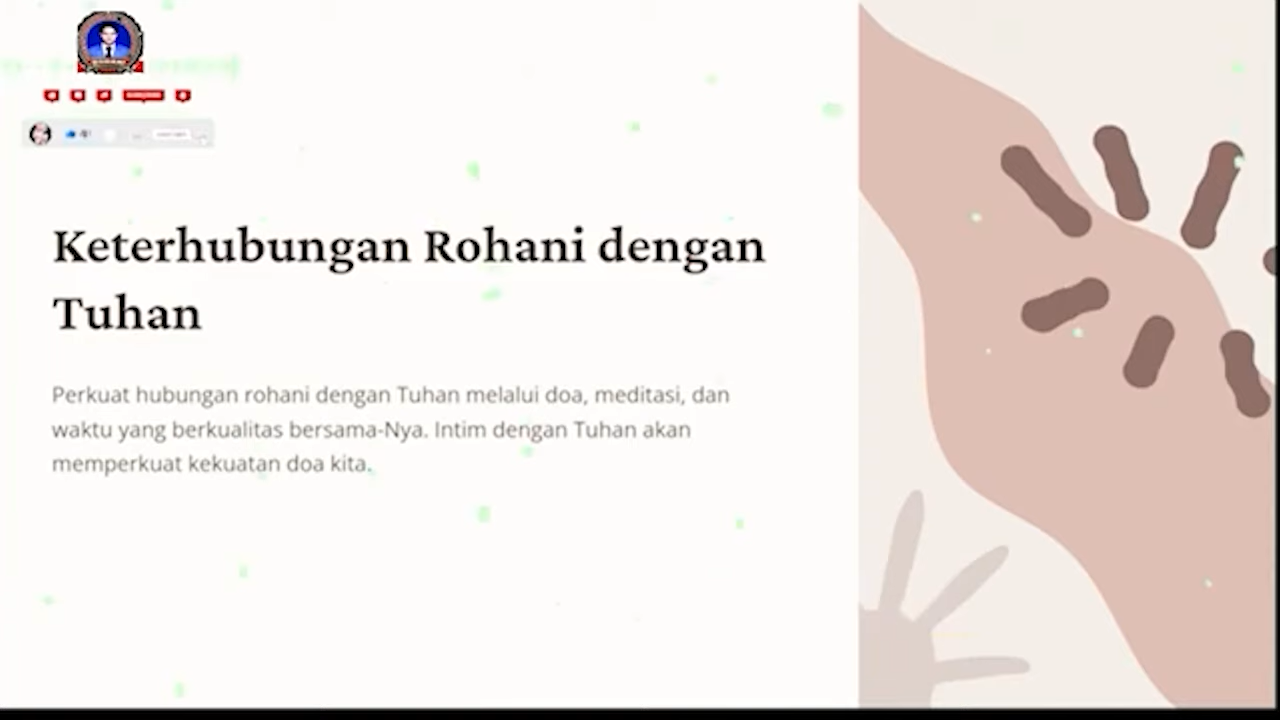 Keterhubungan Rohani dengan
Tuhan
Perkuat hubungan rohani dengan Tuhan melalui doa, meditasi, dan
waktu yang berkualitas bersama-Nya. Intim dengan Tuhan akan
memperkuat kekuatan doa kita.